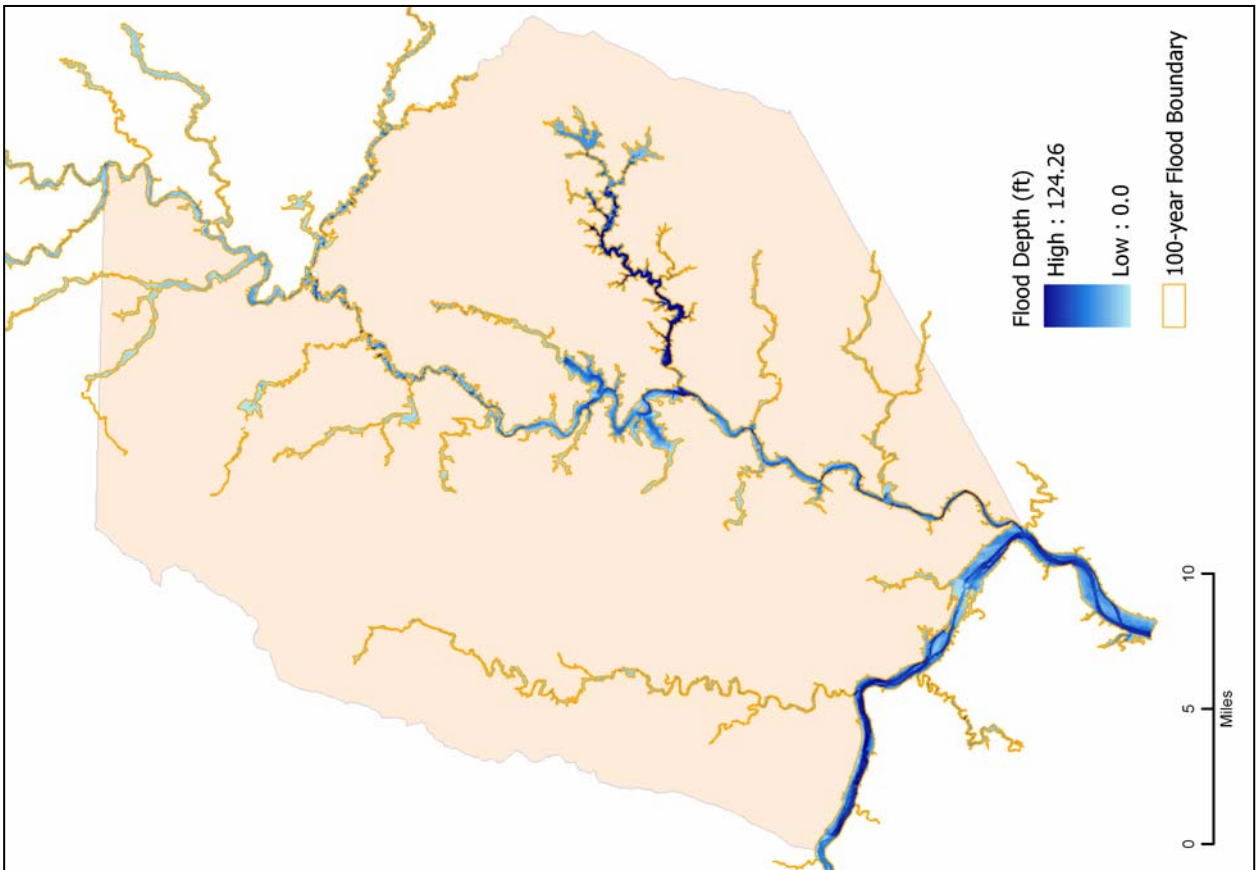 Flood Depth (ft)
High : 124.26
Low : 0.0
100-year Flood Boundary
0 5 10
Miles